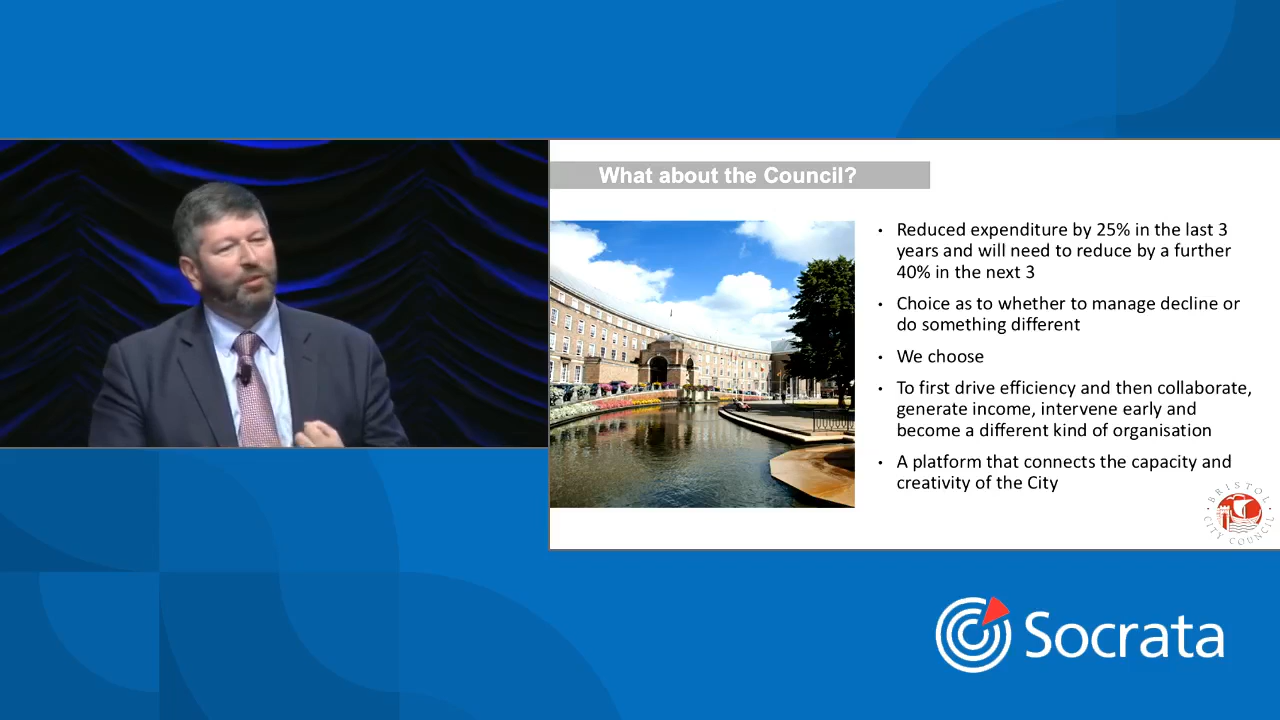 What about the Council?
• Reduced expenditure by 25% in the last 3
years and will need to reduce by a further
40% in the next 3
• Choice as to whether to manage decline or
do something different
• We choose
• To first drive efficiency and then collaborate,
generate income, intervene early and
become a different kind of organisation
• A platform that connects the capacity and
creativity of the City
BRISTOL
CITY COUNCIL
Socrata